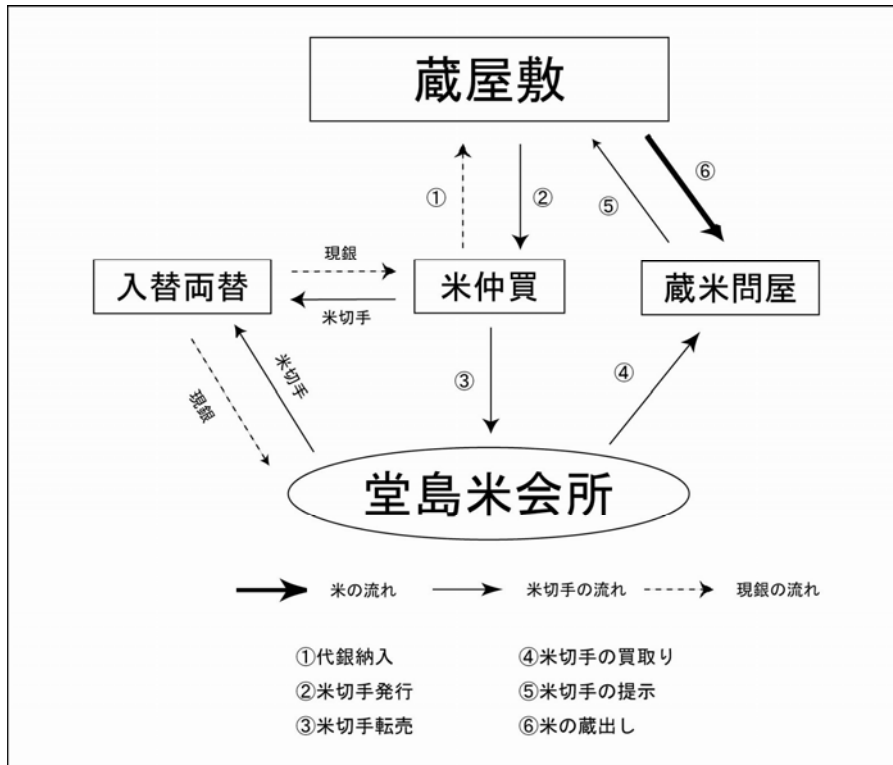 蔵屋敷
①
②
⑤
⑥
入替両替
現銀
米切手
米仲買
蔵米問屋
現銀
米切手
③
④
堂島米会所
米の流れ
米切手の流れ
現銀の流れ
①代銀納入
④米切手の買取り
②米切手発行
⑤米切手の提示
③米切手転売
⑥米の蔵出し